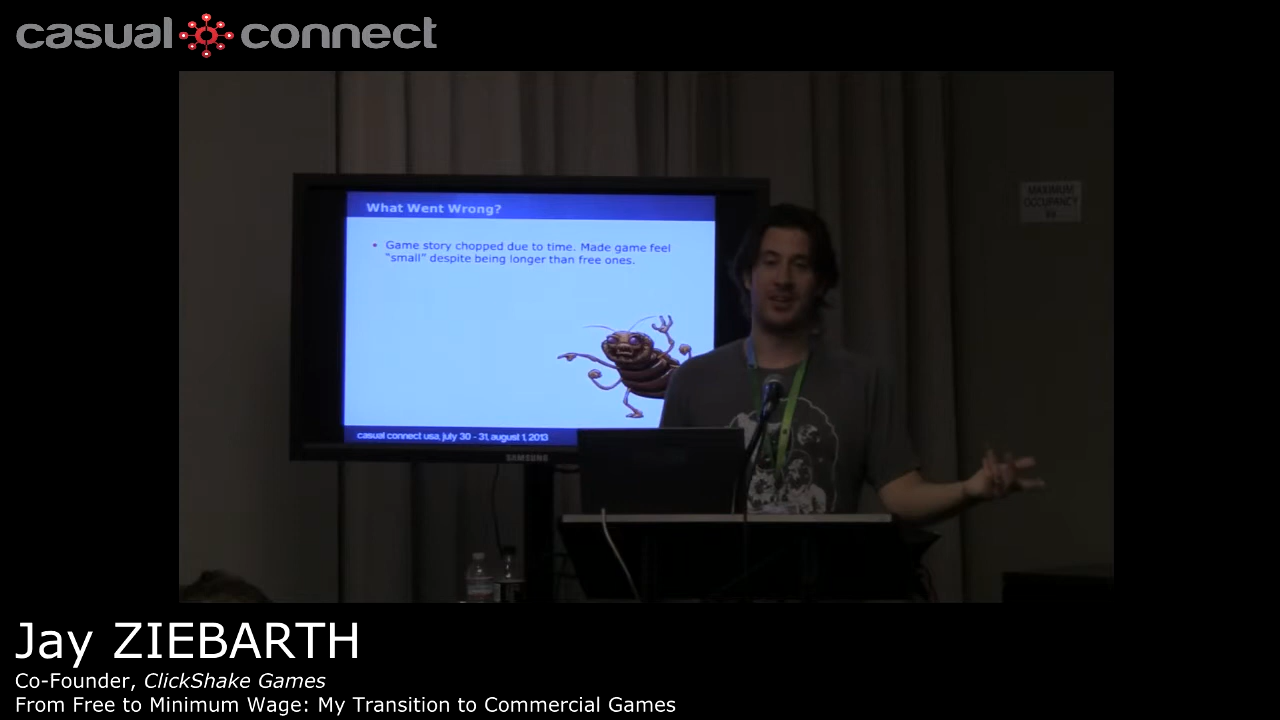 casual connect
What Went Wrong?
• Game story chopped due to time. Made game feel
“small” despite being longer than free ones.
casual connect usa, july 30 - 31, august 1, 2013
SAMSUNG
MAXIMUM
OCCUPANCY
Jay ZIEBARTH
Co-Founder, ClickShake Games
From Free to Minimum Wage: My Transition to Commercial Games